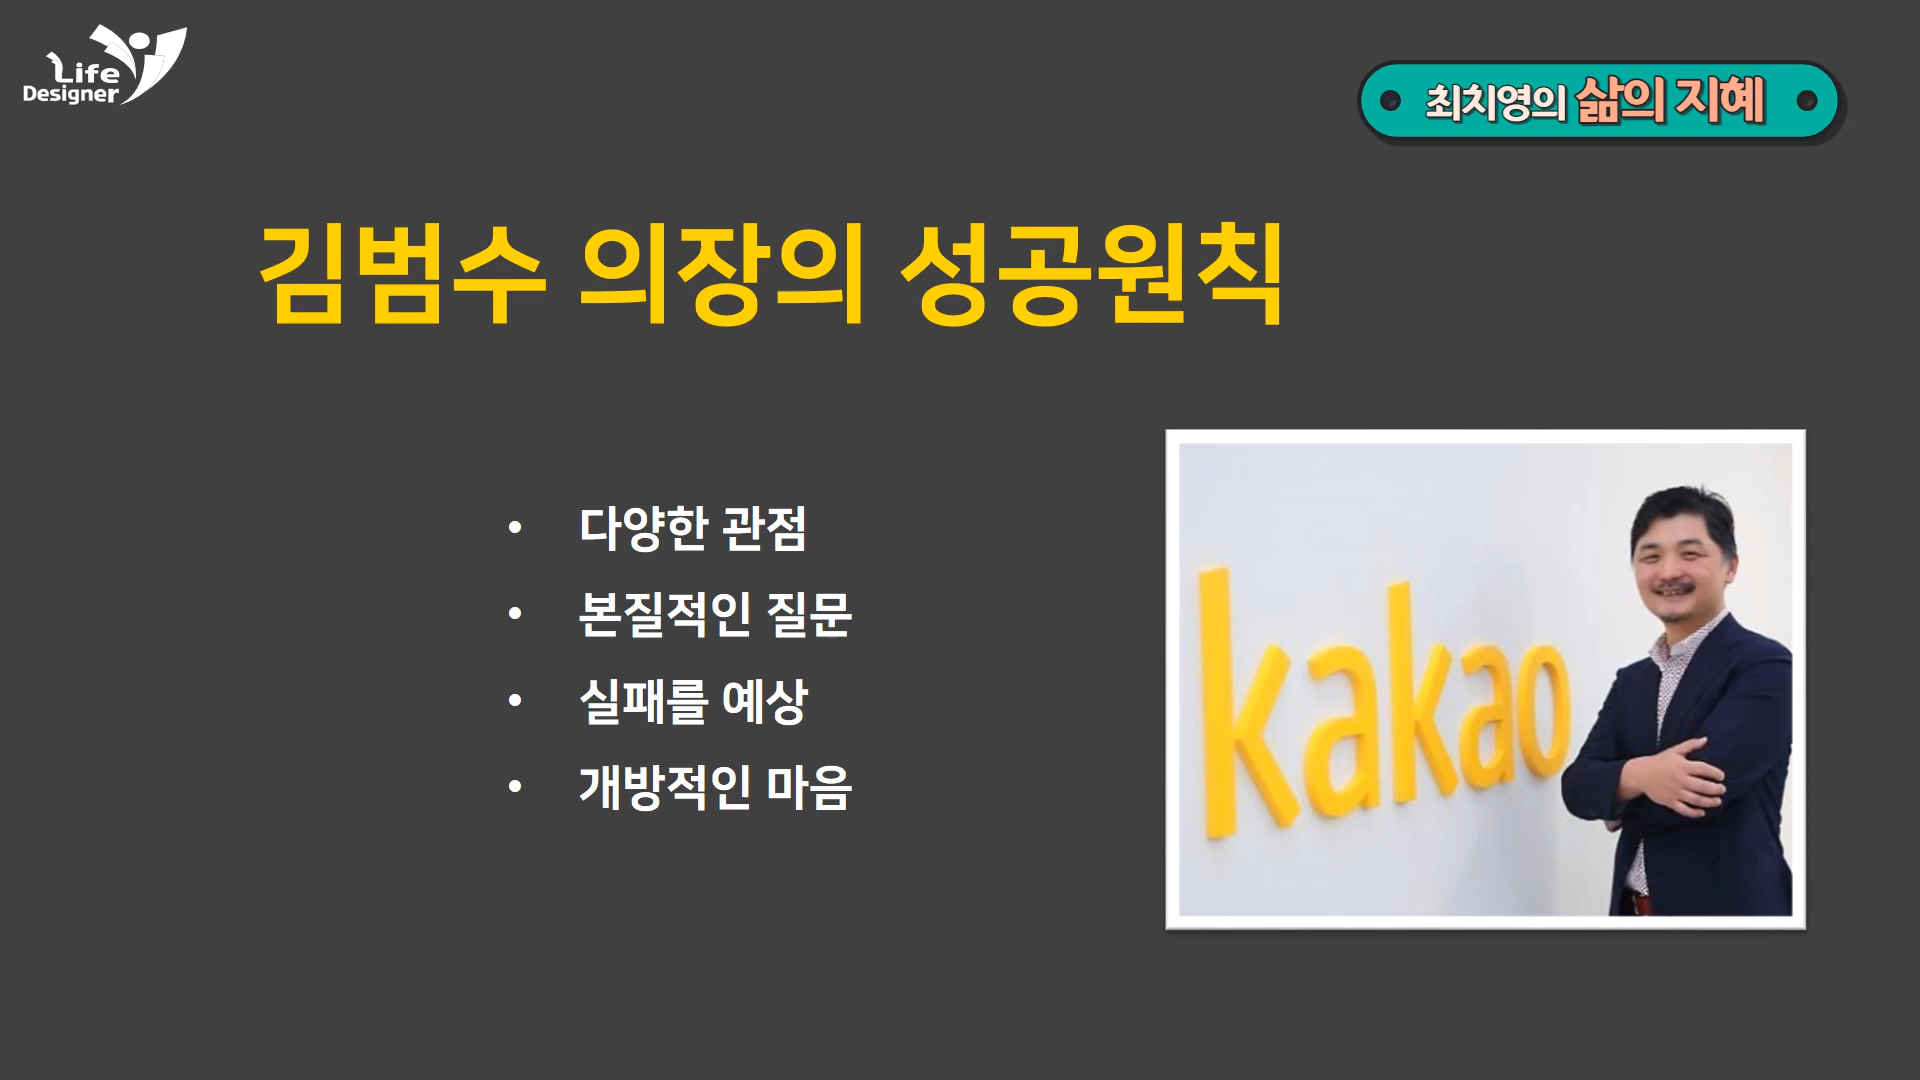 Life
Designer
최치영의 삶의 지혜
김범수 의장의 성공원칙
• 다양한 관점
• 본질적인 질문
• 실패를 예상
• 개방적인 마음
kakao